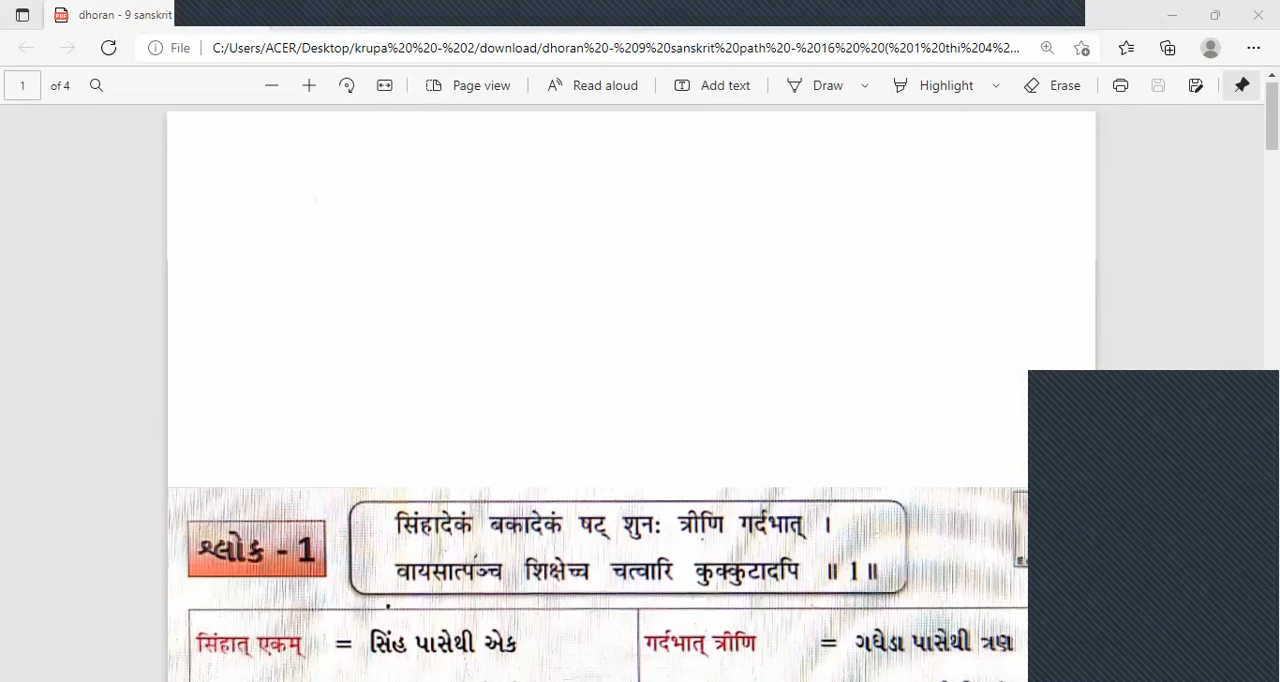 dhoran - 9 sanskrit
File
C:/Users/ACER/Desktop/krupa%20%20-%202/download/dhoran%20-%209%20sanskrit%20path%20-%2016%20%20(%201%20thi%204%2...
1 of 4
Page view
Read aloud
Add text
Draw
Highlight
Erase
શ્લોક - 1
सिंहादेकं बकादेकं षट् शुनः त्रीणि गर्दभात् ।
वायसात्पञ्च शिक्षेच्च चत्वारि कुक्कुटादपि ॥ 1 ॥
सिंहात् एकम् = સિંહ પાસેથી એક
गर्दभात् त्रीणि = ગધેડા પાસેથી ત્રણ